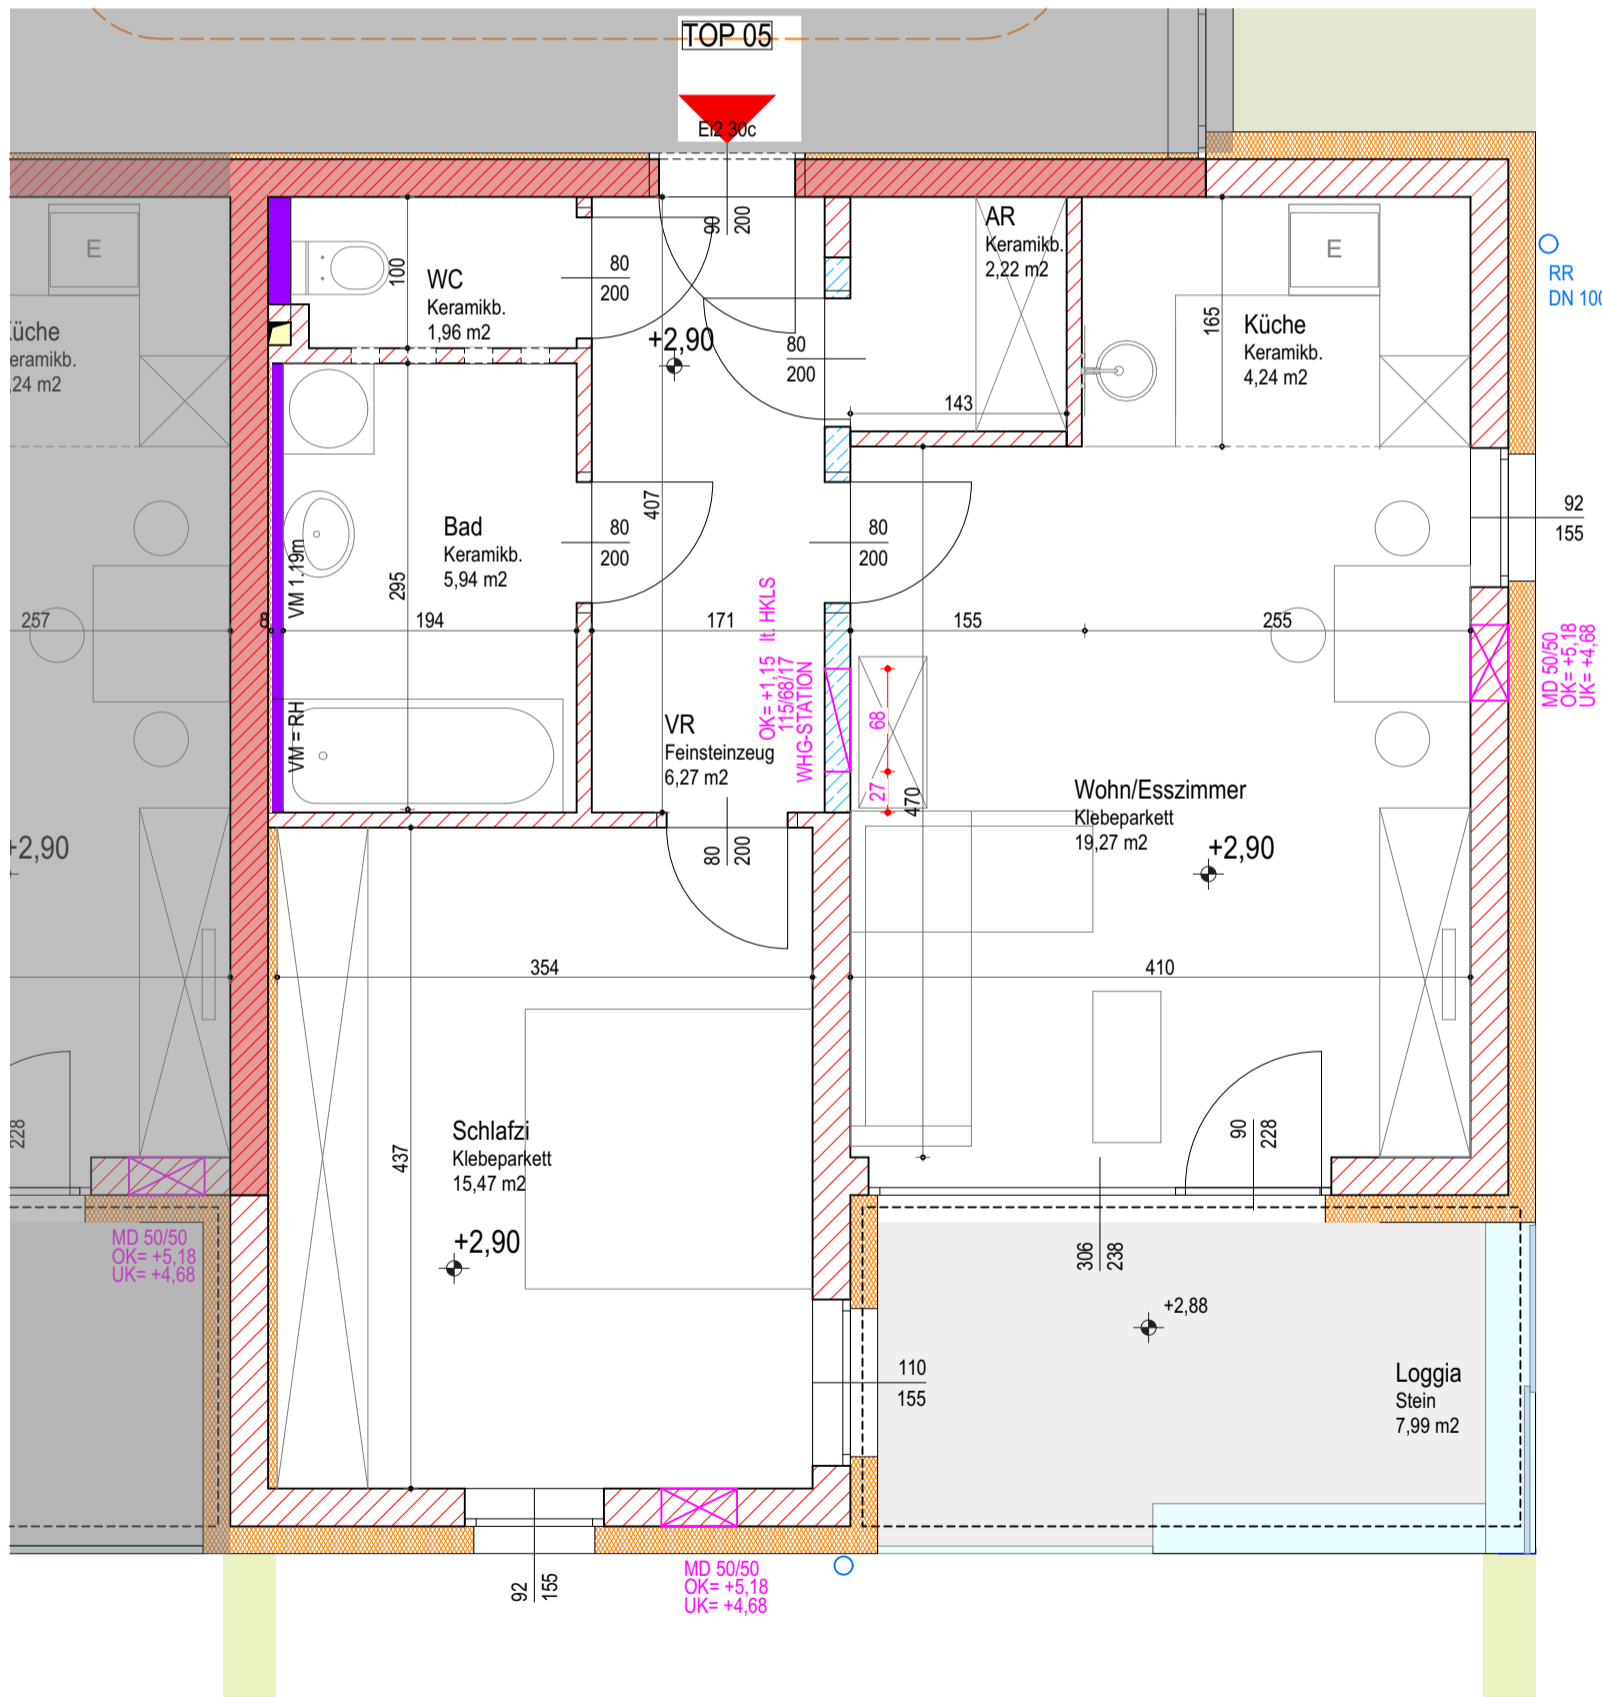 TOP 05
Ei2 30c
90
200
AR
Keramikb.
2,22 m2
E
E
RR
WC
Keramikb.
1,96 m2
100
80
200
+2,90
80
200
165
Küche
Keramikb.
4,24 m2
143
92
155
407
Bad
Keramikb.
5,94 m2
295
80
200
80
200
VM 1.19m
257
8
194
171
155
255
OK= +1,15 lt. HKLS
115/68/17
WHG-STATION
68
27
470
MD 50/50
OK= +5,18
UK= +4,68
VM = RH
VR
Feinsteinzeug
6,27 m2
Wohn/Esszimmer
Klebeparkett
19,27 m2
+2,90
80
200
354
410
228
Schlafzi
Klebeparkett
15,47 m2
437
+2,90
90
228
306
238
MD 50/50
OK= +5,18
UK= +4,68
+2,88
110
155
Loggia
Stein
7,99 m2
92
155
MD 50/50
OK= +5,18
UK= +4,68